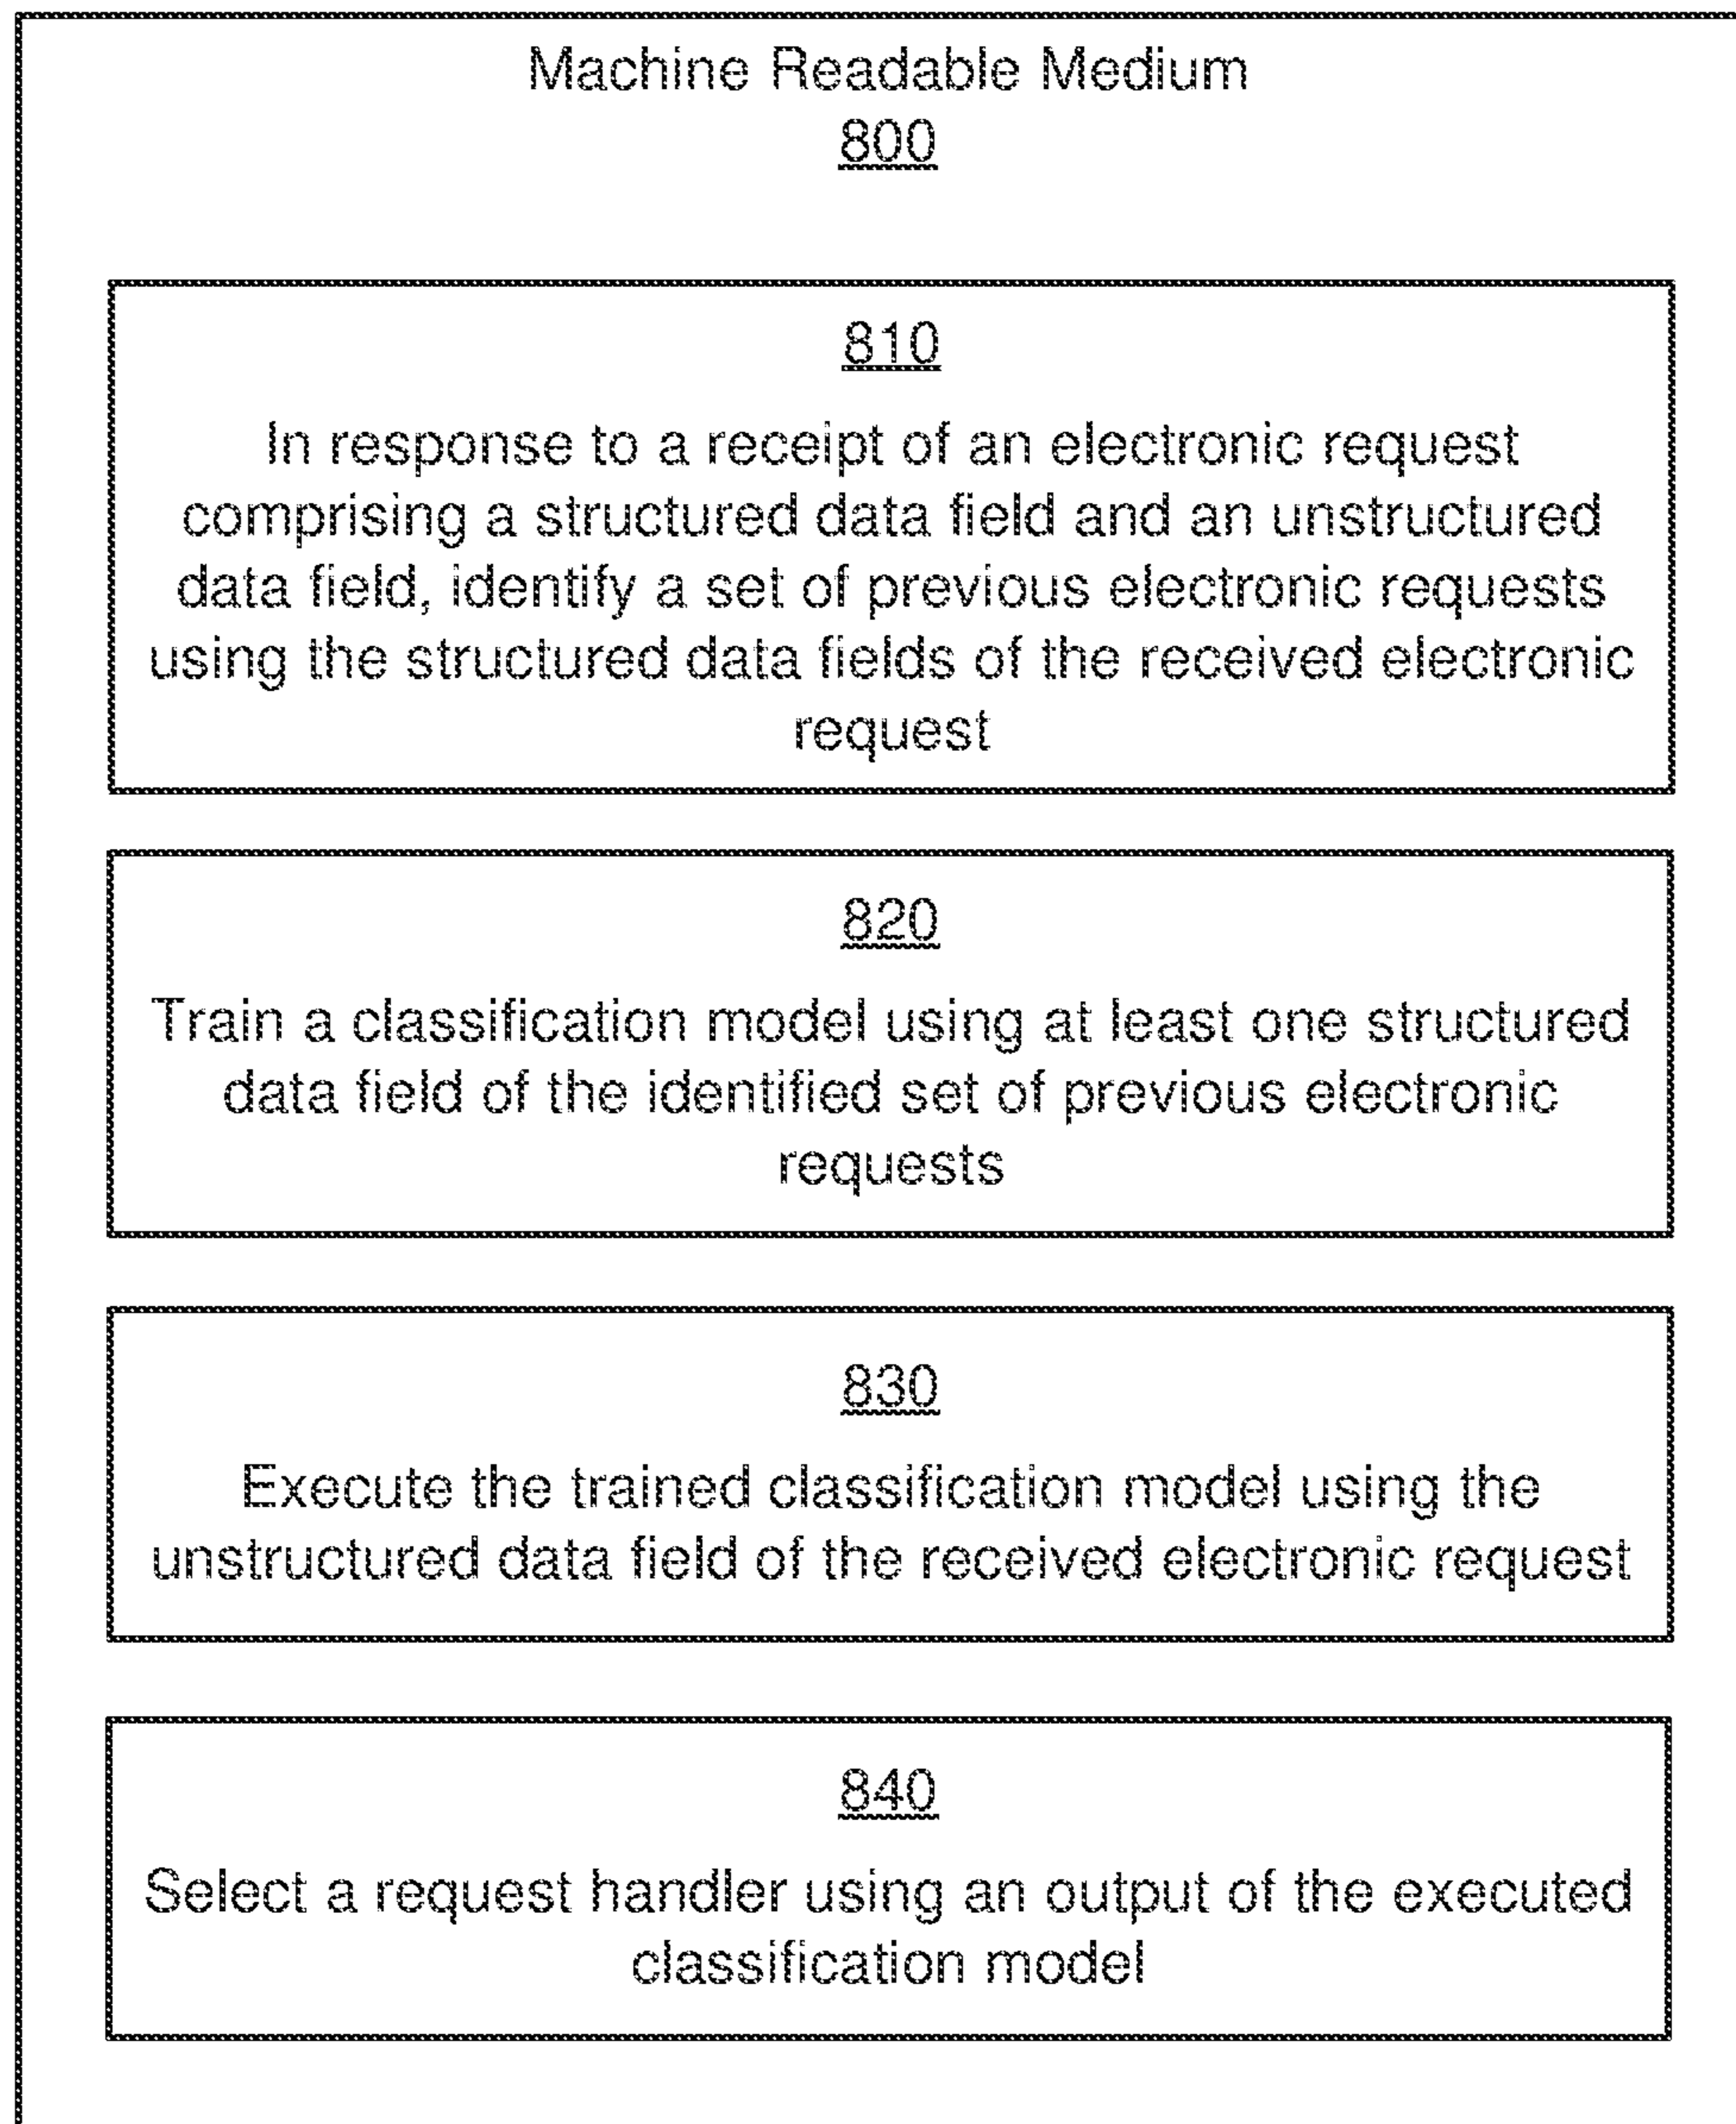 Machine Readable Medium
800
810
In response to a receipt of an electronic request
comprising a structured data field and an unstructured
data field, identify a set of previous electronic requests
using the structured data fields of the received electronic
request
820
Train a classification model using at least one structured
data field of the identified set of previous electronic
requests
830
Execute the trained classification model using the
unstructured data field of the received electronic request
840
Select a request handler using an output of the executed
classification model